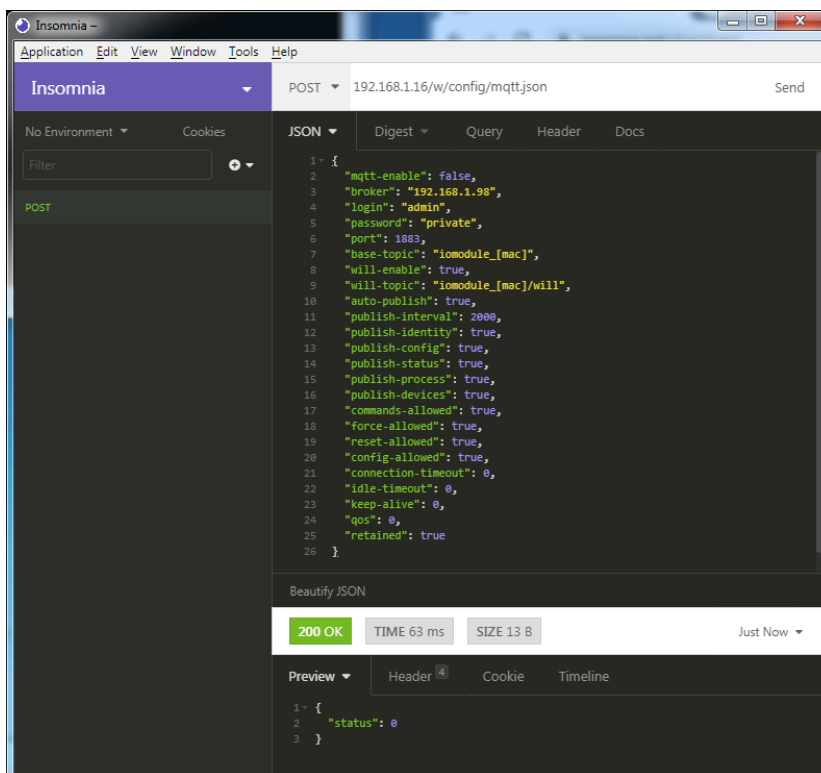 Insomnia –
Application Edit View Window Tools Help
Insomnia
POST 192.168.1.16/w/config/mqtt.json Send
No Environment Cookies
Filter
POST
JSON Digest Query Header Docs
1 {
2 "mqtt-enable": false,
3 "broker": "192.168.1.98",
4 "login": "admin",
5 "password": "private",
6 "port": 1883,
7 "base-topic": "iomodule_[mac]",
8 "will-enable": true,
9 "will-topic": "iomodule_[mac]/will",
10 "auto-publish": true,
11 "publish-interval": 2000,
12 "publish-identity": true,
13 "publish-config": true,
14 "publish-status": true,
15 "publish-process": true,
16 "publish-devices": true,
17 "commands-allowed": true,
18 "force-allowed": true,
19 "reset-allowed": true,
20 "config-allowed": true,
21 "connection-timeout": 0,
22 "idle-timeout": 0,
23 "keep-alive": 0,
24 "qos": 0,
25 "retained": true
26 }
Beautify JSON
200 OK TIME 63 ms SIZE 13 B Just Now
Preview Header 4 Cookie Timeline
1 {
2 "status": 0
3 }